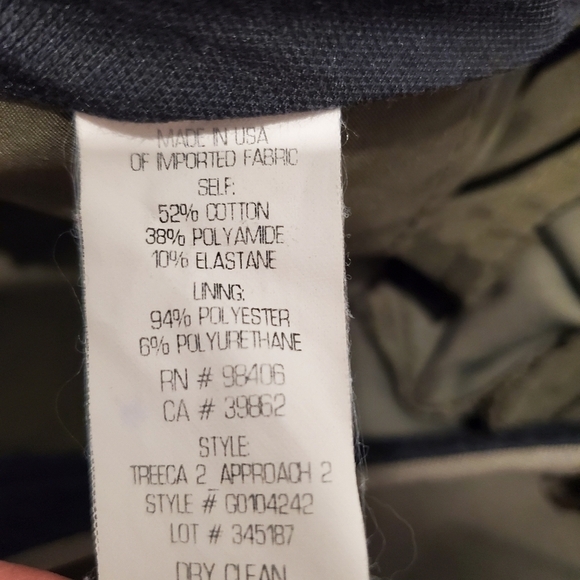 MADE IN USA
OF IMPORTED FABRIC
SELF:
52% COTTON
38% POLYAMIDE
10% ELASTANE
LINING:
94% POLYESTER
6% POLYURETHANE
RN # 98406
CA # 39862
STYLE:
TREECA 2_APPROACH 2
STYLE # G0104242
LOT # 345187
DRY CLEAN